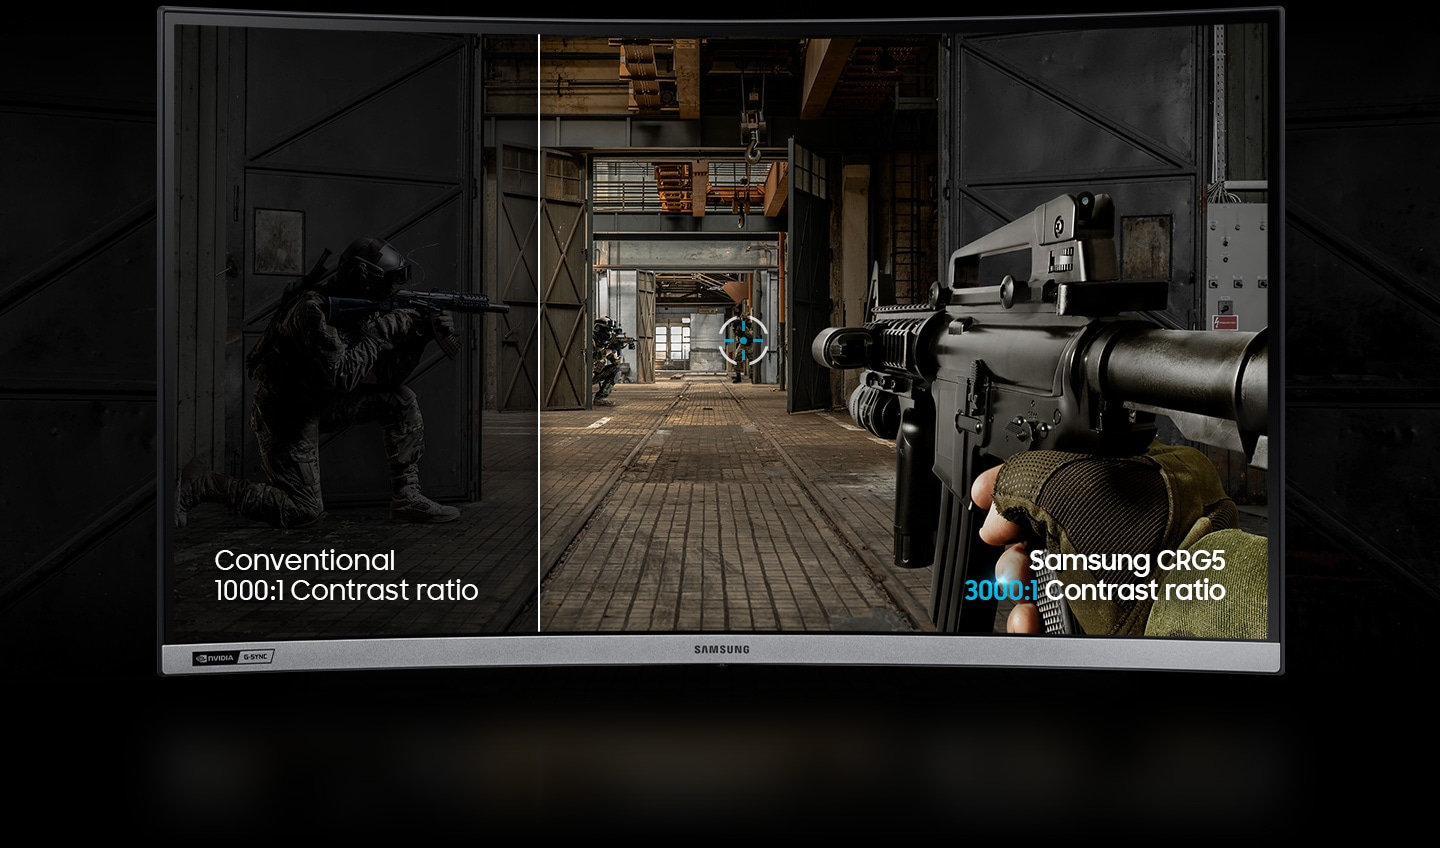 Conventional
1000:1 Contrast ratio
Samsung CRG5
3000:1 Contrast ratio
NVIDIA G-SYNC
SAMSUNG